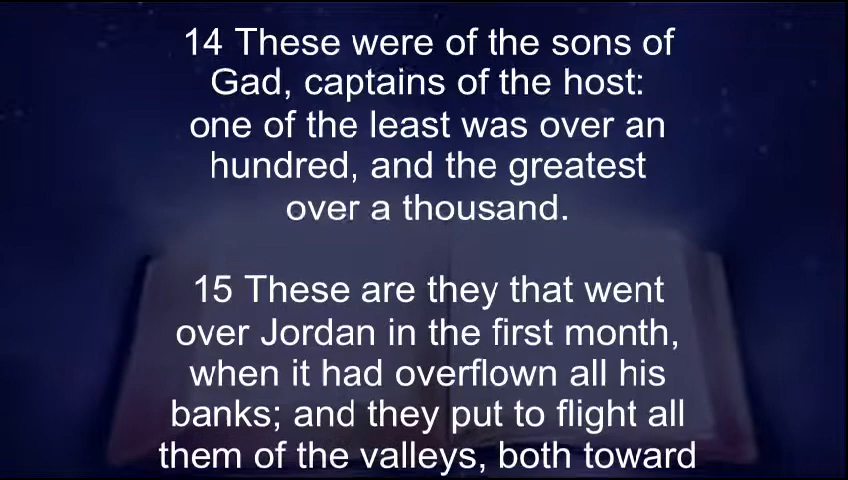 14 These were of the sons of
Gad, captains of the host:
one of the least was over an
hundred, and the greatest
over a thousand.
15 These are they that went
over Jordan in the first month,
when it had overflown all his
banks; and they put to flight all
them of the valleys, both toward